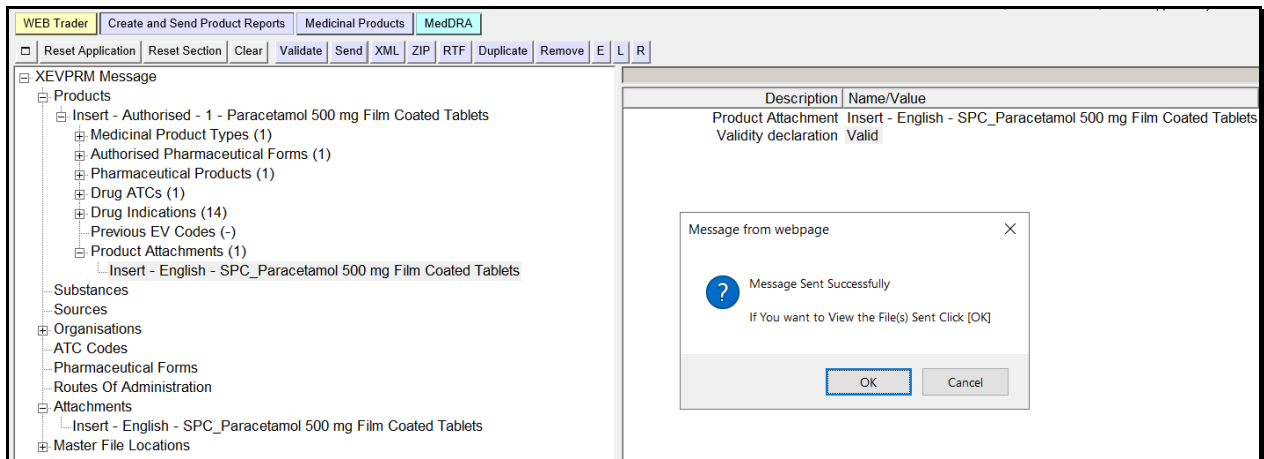 WEB Trader Create and Send Product Reports Medicinal Products MedDRA
Reset Application Reset Section Clear Validate Send XML ZIP RTF Duplicate Remove E L R
XEVPRM Message
Products
Insert - Authorised - 1 - Paracetamol 500 mg Film Coated Tablets
Medicinal Product Types (1)
Authorised Pharmaceutical Forms (1)
Pharmaceutical Products (1)
Drug ATCs (1)
Drug Indications (14)
Previous EV Codes (-)
Product Attachments (1)
Insert - English - SPC_Paracetamol 500 mg Film Coated Tablets
Substances
Sources
Organisations
ATC Codes
Pharmaceutical Forms
Routes Of Administration
Attachments
Insert - English - SPC_Paracetamol 500 mg Film Coated Tablets
Master File Locations
Description Name/Value
Product Attachment Insert - English - SPC_Paracetamol 500 mg Film Coated Tablets
Validity declaration Valid
Message from webpage
Message Sent Successfully
If You want to View the File(s) Sent Click [OK]
OK Cancel